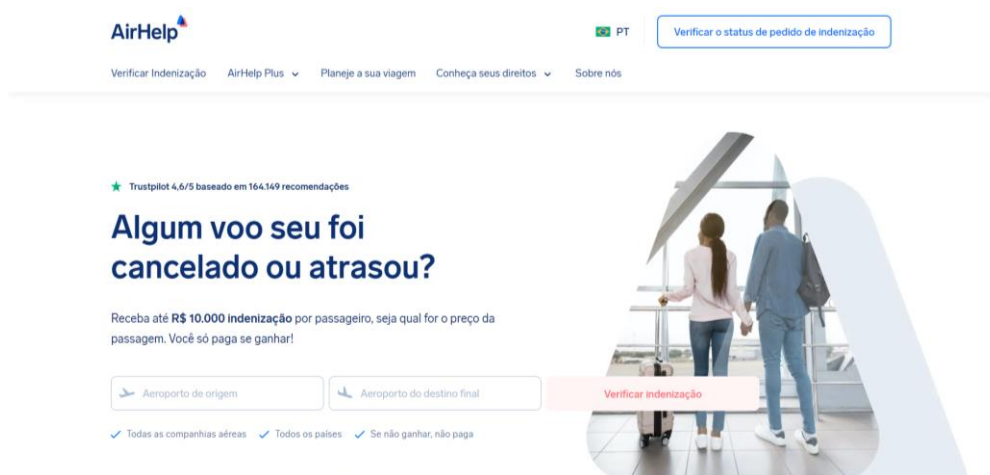 AirHelp
PT
Verificar o status de pedido de indenização
Verificar Indenização AirHelp Plus Planeje a sua viagem Conheça seus direitos Sobre nós
Trustpilot 4,6/5 baseado em 164.149 recomendações
Algum voo seu foi
cancelado ou atrasou?
Receba até R$ 10.000 indenização por passageiro, seja qual for o preço da
passagem. Você só paga se ganhar!
Aeroporto de origem Aeroporto do destino final Verificar indenização
Todas as companhias aéreas Todos os países Se não ganhar, não paga